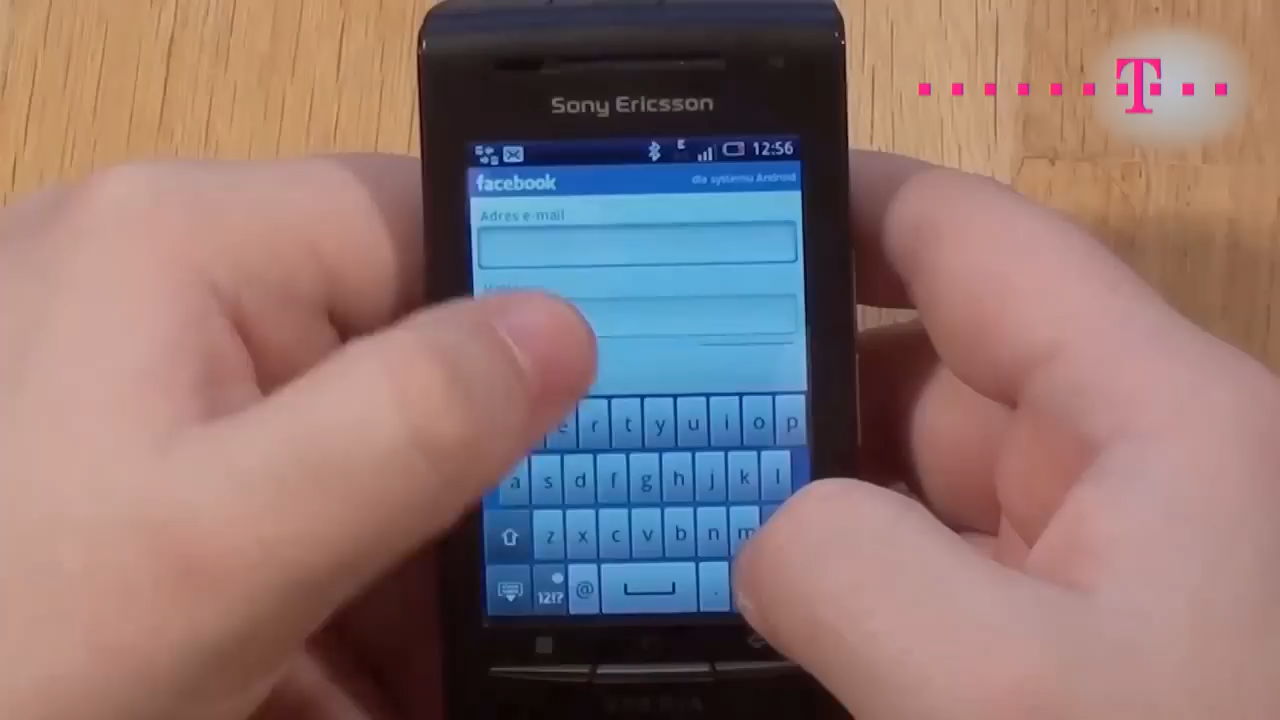 T
Sony Ericsson
12:56
facebook dla systemu Android
Adres e-mail
e r t y u i o p
a s d f g h j k l
z x c v b n m
12!? @ .